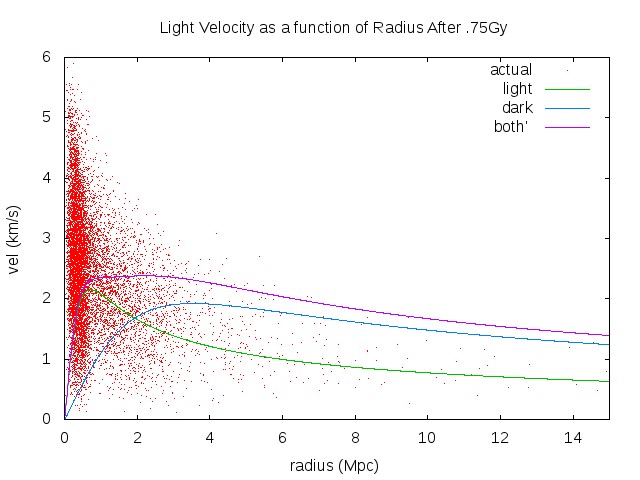 Light Velocity as a function of Radius After .75Gy
6
5
4
3
2
1
0
vel (km/s)
actual
light
dark
both'
0 2 4 6 8 10 12 14
radius (Mpc)